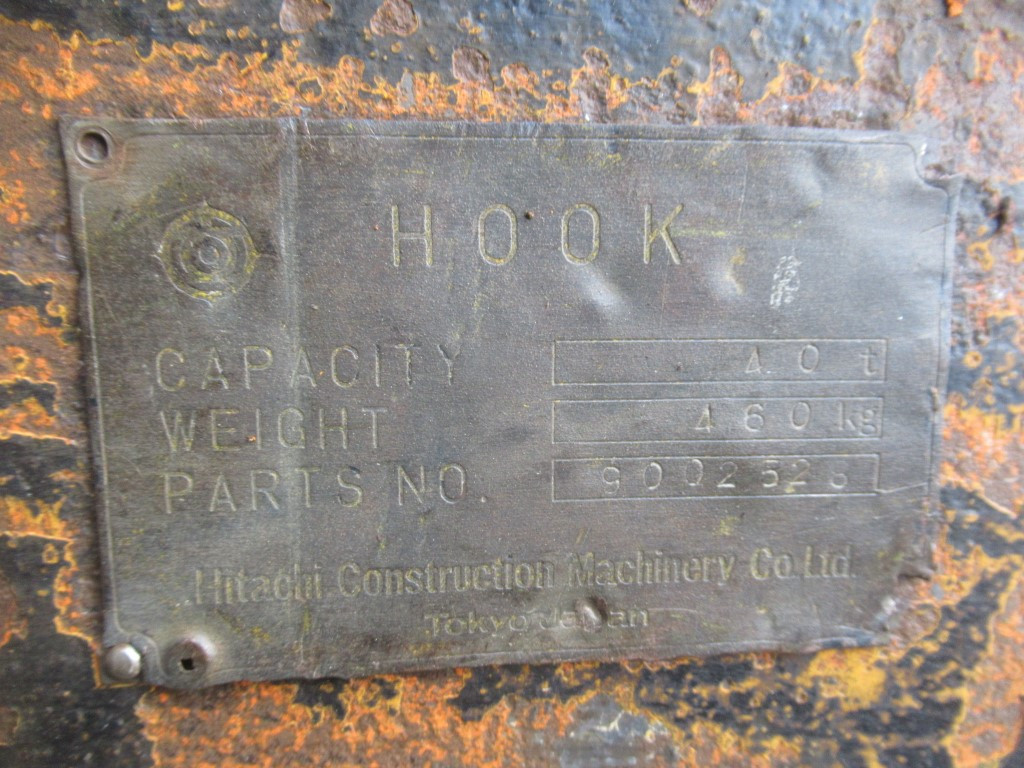 HOOK
CAPACITY 40 t
WEIGHT 460 kg
PARTS NO.
Hitachi Construction Machinery Co. Ltd.
Tokyo Japan